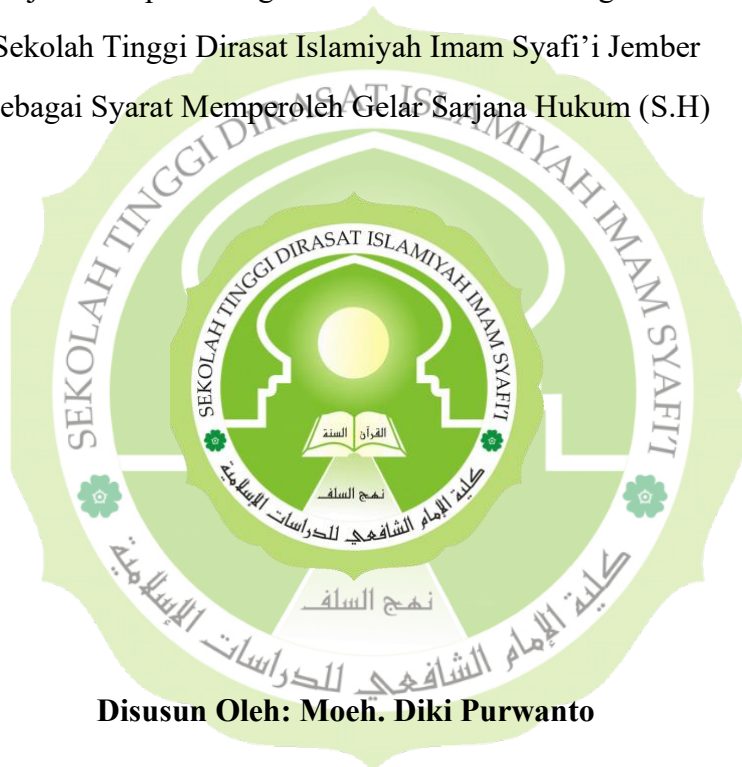 Sekolah Tinggi Dirasat Islamiyah Imam Syafi’i Jember
ebagai Syarat Memperoleh Gelar Sarjana Hukum (S.H)
SEKOLAH TINGGI DIRASAT ISLAMIYAH IMAM SYAFI'I
SEKOLAH TINGGI DIRASAT ISLAMIYAH IMAM SYAFI'I
القرآن السنة
نهج السلف
كلية الإمام الشافعي للدراسات الإسلامية
نهج السلف
كلية الإمام الشافعي للدراسات الإسلامية
Disusun Oleh: Moeh. Diki Purwanto